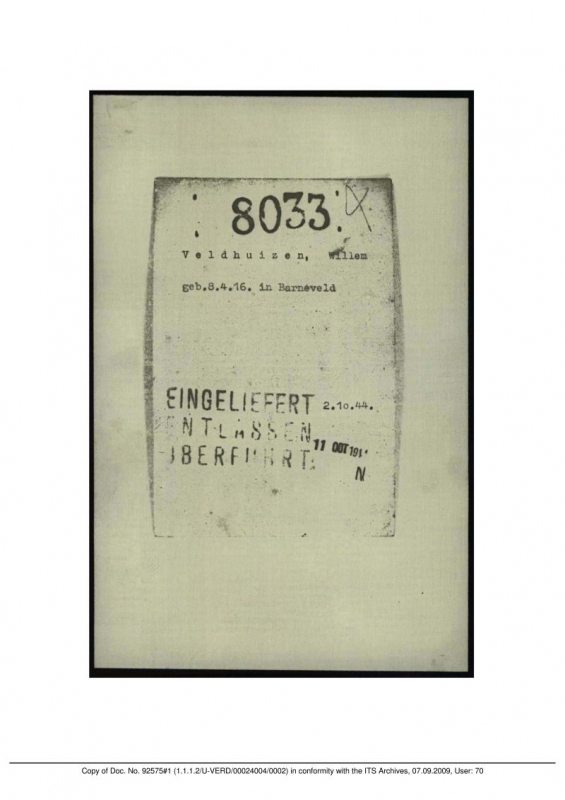 8033.
Veldhuizen, Willem
geb.8.4.16. in Barneveld
EINGELIEFERT 2.10.44.
ENTLASSEN
ÜBERFÜHRT. 11 OCT 194
N
Copy of Doc. No. 92575#1 (1.1.1.2/U-VERD/00024004/0002) in conformity with the ITS Archives, 07.09.2009, User: 70